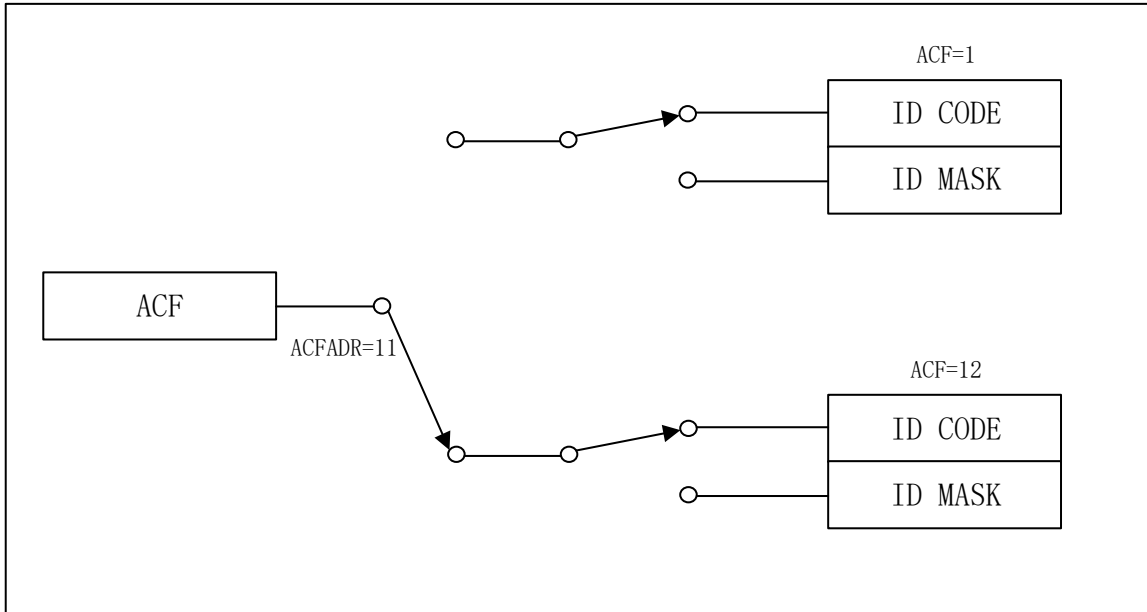 ACF=1
ID CODE
ID MASK
ACF
ACFADR=11
ACF=12
ID CODE
ID MASK